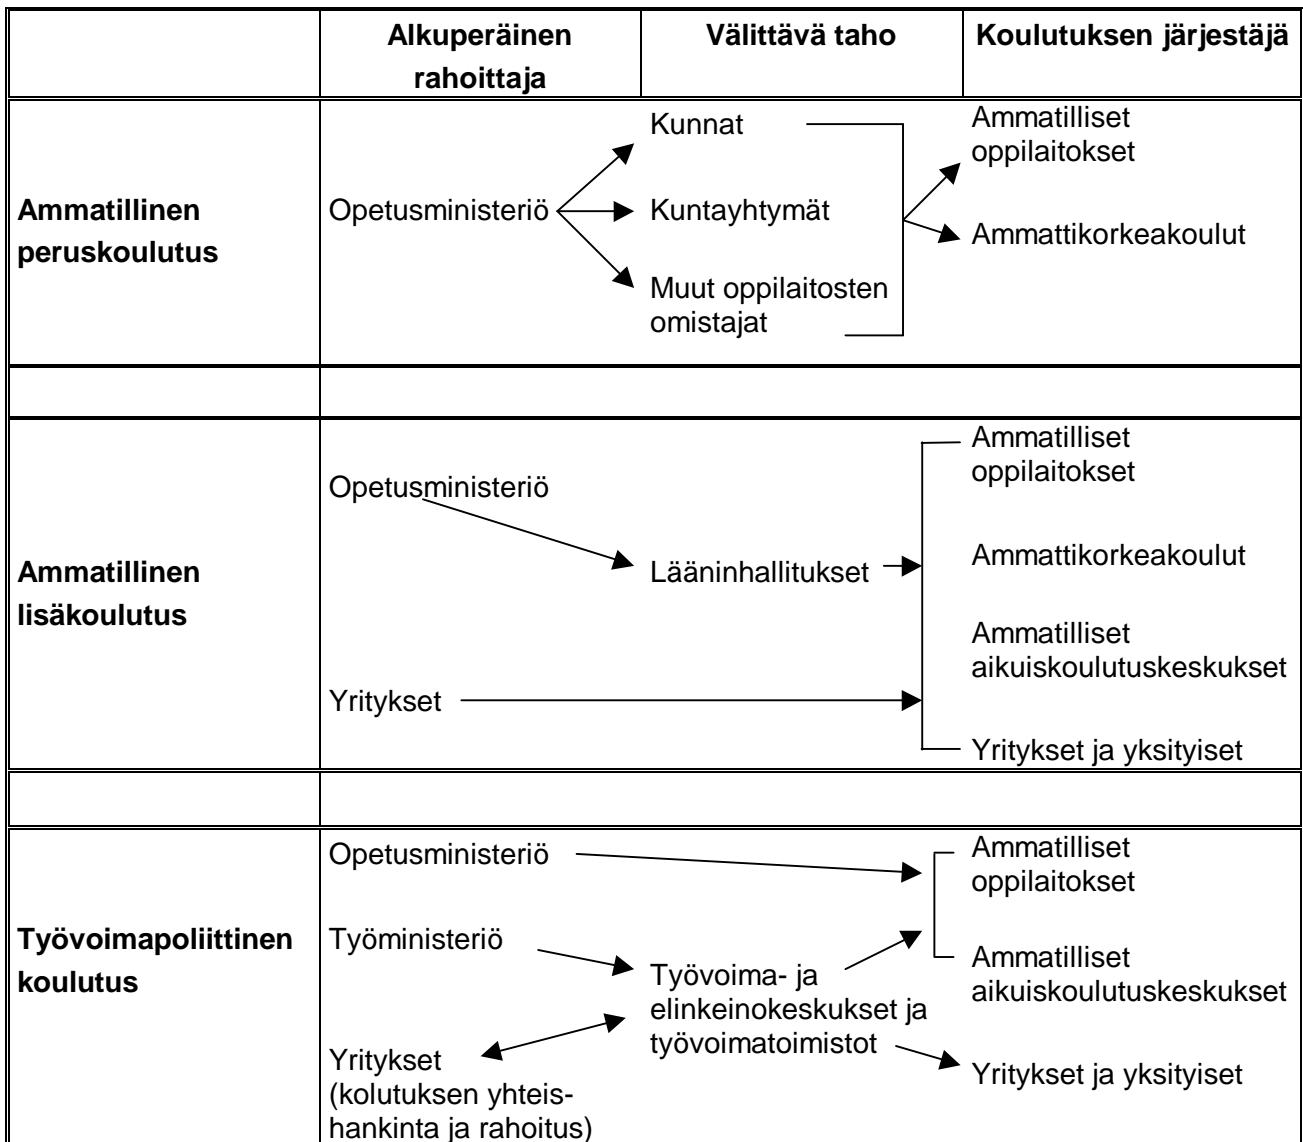 Alkuperäinen
rahoittaja
Välittävä taho
Koulutuksen järjestäjä
Ammatillinen
peruskoulutus
Opetusministeriö
Kunnat
Kuntayhtymät
Muut oppilaitosten
omistajat
Ammatilliset
oppilaitokset
Ammattikorkeakoulut
Ammatillinen
lisäkoulutus
Opetusministeriö
Yritykset
Lääninhallitukset
Ammatilliset
oppilaitokset
Ammattikorkeakoulut
Ammatilliset
aikuiskoulutuskeskukset
Yritykset ja yksityiset
Työvoimapoliittinen
koulutus
Opetusministeriö
Työministeriö
Yritykset
(kolutuksen yhteis-
hankinta ja rahoitus)
Työvoima- ja
elinkeinokeskukset ja
työvoimatoimistot
Ammatilliset
oppilaitokset
Ammatilliset
aikuiskoulutuskeskukset
Yritykset ja yksityiset